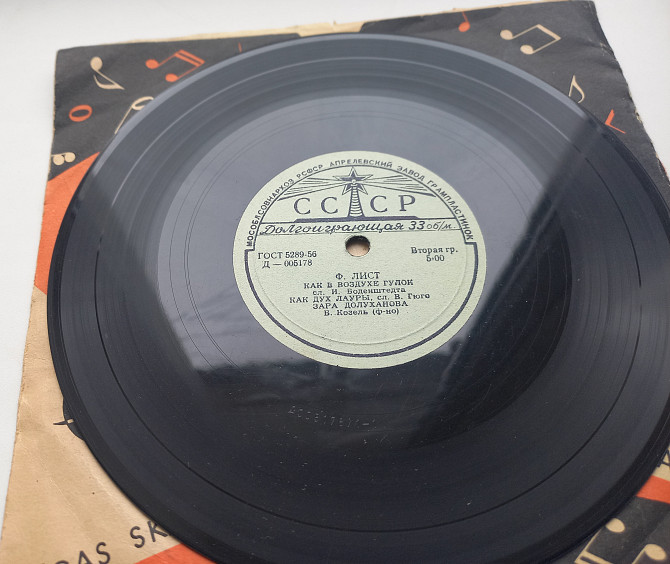 МОСОБЛСОВНАРХОЗ РСФСР АПРЕЛЕВСКИЙ ЗАВОД ГРАМПЛАСТИНОК
СССР
Долгоиграющая 33 об/м.
ГОСТ 5289-56
Д — 005178
Вторая гр.
5-00
Ф. ЛИСТ
КАК В ВОЗДУХЕ ГУЛОК
сл. И. Боденштедта
КАК ДУХ ЛАУРЫ, сл. В. Гюго
ЗАРА ДОЛУХАНОВА
В. Козель (ф-но)